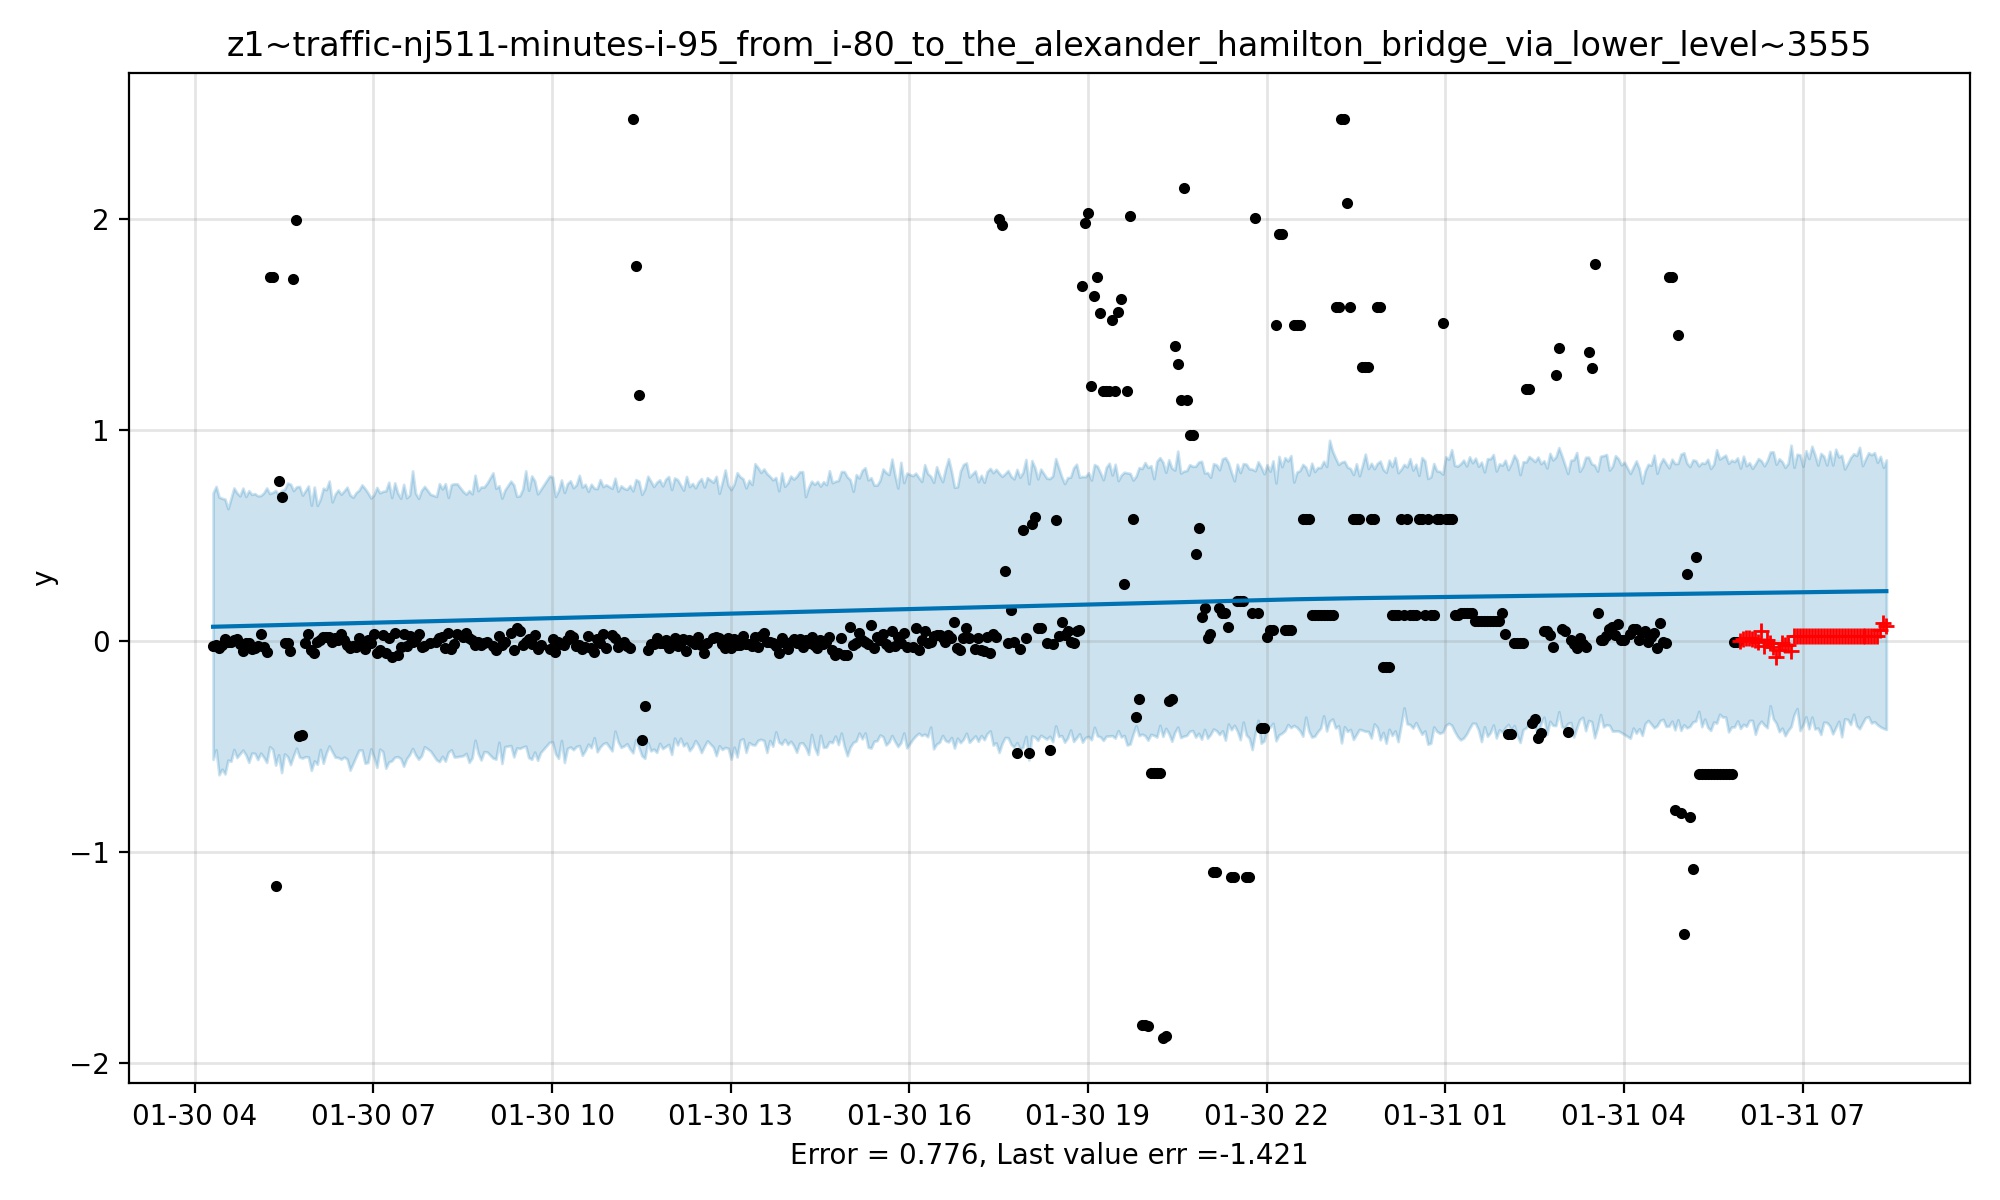 z1~traffic-nj511-minutes-i-95_from_i-80_to_the_alexander_hamilton_bridge_via_lower_level~3555
y
2
1
0
−1
−2
01-30 04 01-30 07 01-30 10 01-30 13 01-30 16 01-30 19 01-30 22 01-31 01 01-31 04 01-31 07
Error = 0.776, Last value err =-1.421